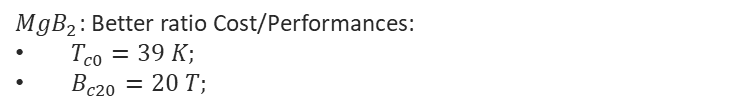 MgB₂: Better ratio Cost/Performances:
• T_c0 = 39 K;
• B_c20 = 20 T;